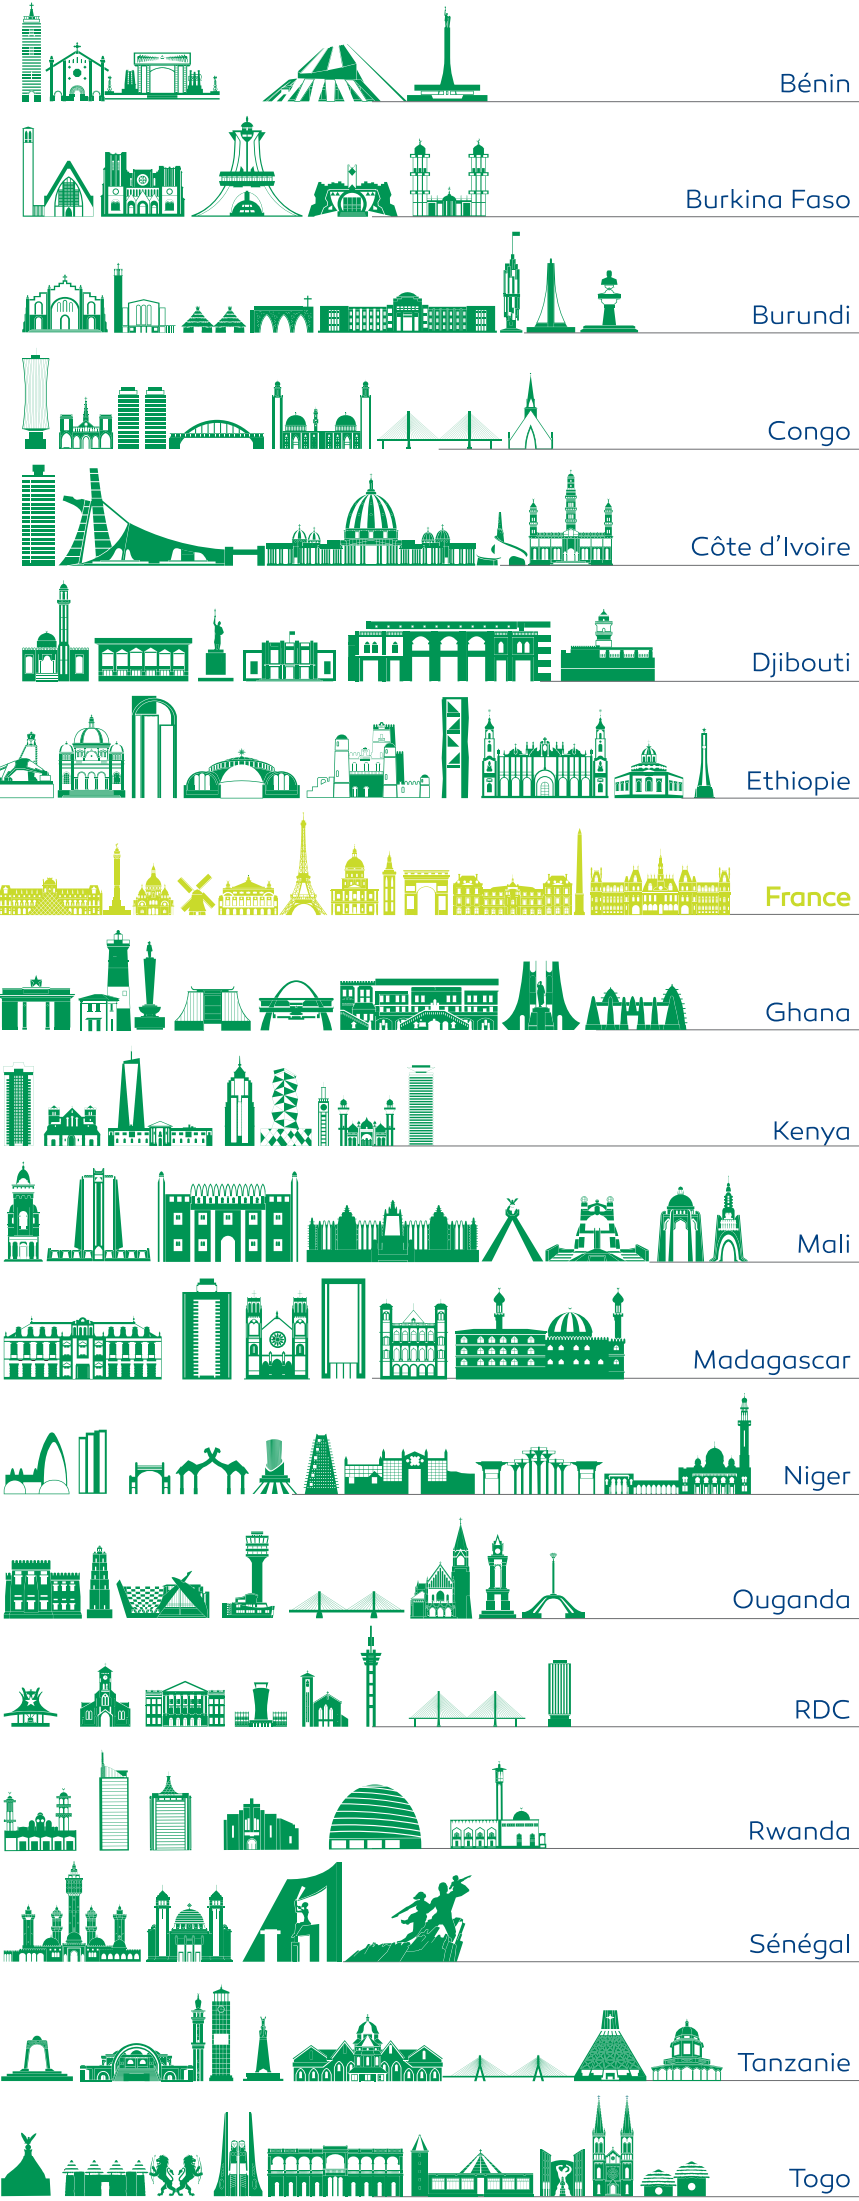 Bénin
Burkina Faso
Burundi
Congo
Côte d'Ivoire
Djibouti
Ethiopie
France
Ghana
Kenya
Mali
Madagascar
Niger
Ouganda
RDC
Rwanda
Sénégal
Tanzanie
Togo